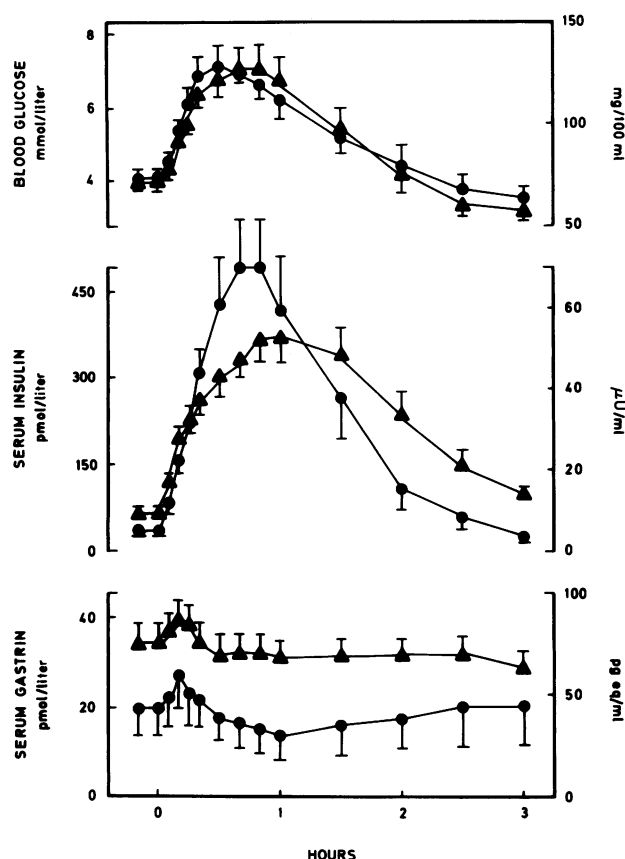 8
6
4
BLOOD GLUCOSE
mmol/liter
150
100
50
mg/100 ml
450
300
150
0
SERUM INSULIN
pmol/liter
60
40
20
0
µU/ml
40
20
0
SERUM GASTRIN
pmol/liter
100
50
0
pg eq/ml
0 1 2 3
HOURS